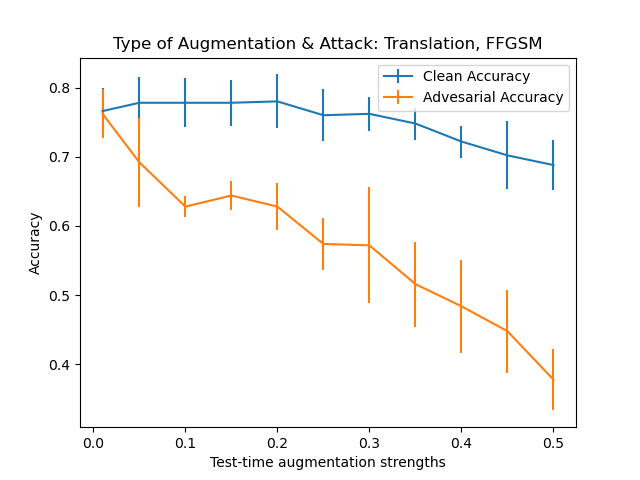 Type of Augmentation & Attack: Translation, FFGSM
Clean Accuracy
Advesarial Accuracy
0.8
0.7
0.6
0.5
0.4
Accuracy
0.0 0.1 0.2 0.3 0.4 0.5
Test-time augmentation strengths